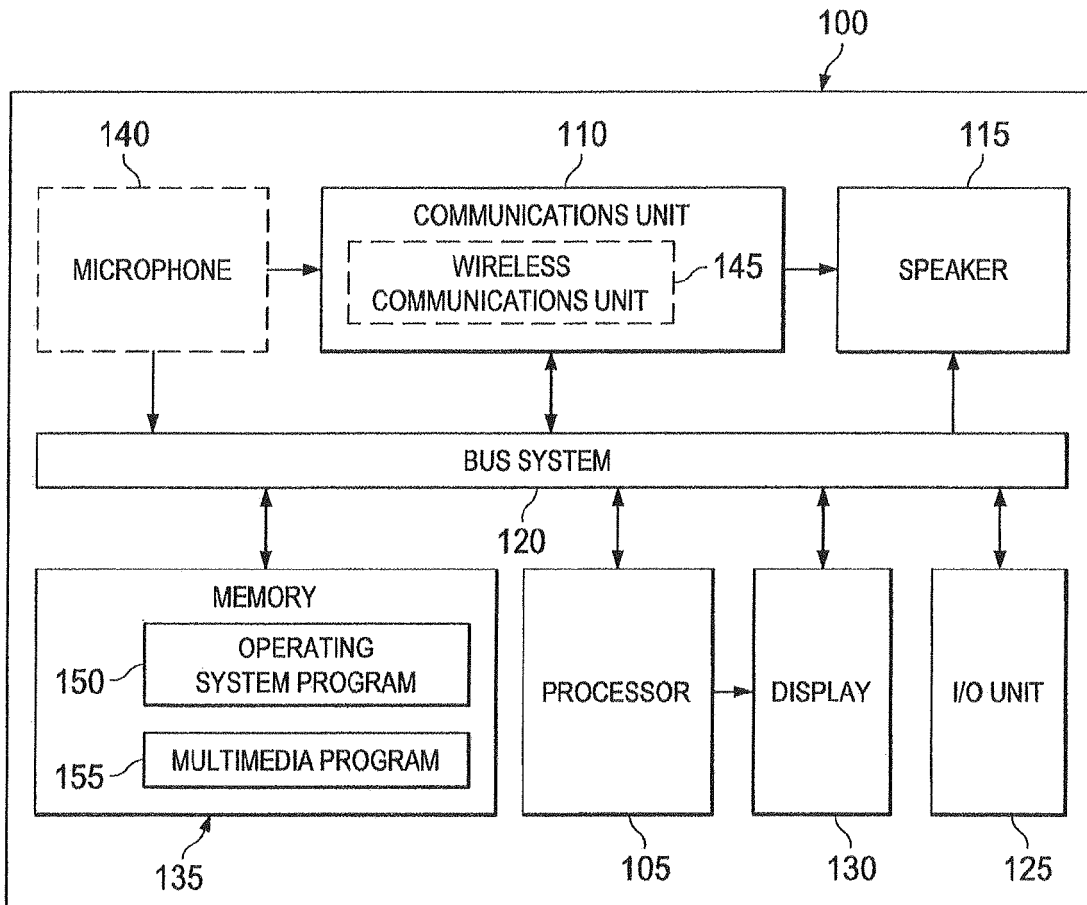 100
140
110
115
MICROPHONE
COMMUNICATIONS UNIT
WIRELESS
COMMUNICATIONS UNIT
145
SPEAKER
BUS SYSTEM
120
MEMORY
OPERATING
SYSTEM PROGRAM
150
MULTIMEDIA PROGRAM
155
PROCESSOR
DISPLAY
I/O UNIT
135
105
130
125